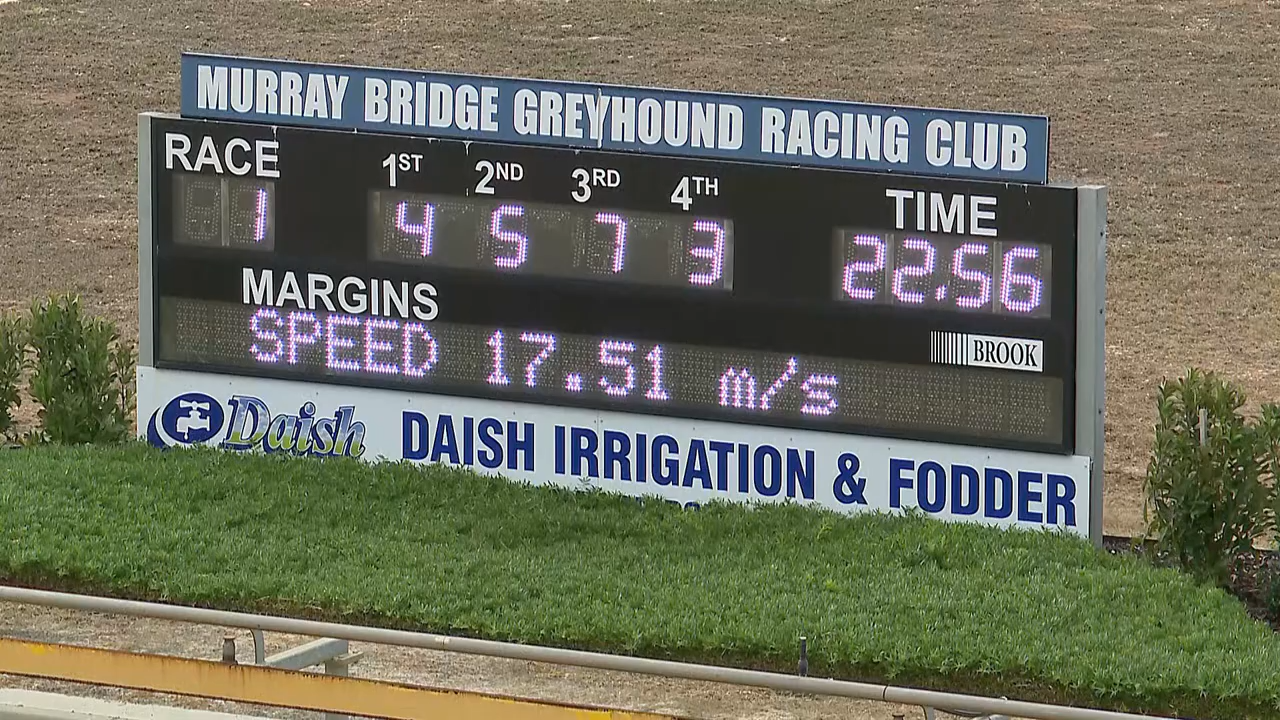 MURRAY BRIDGE GREYHOUND RACING CLUB
RACE 1ST 2ND 3RD 4TH TIME
1 4 5 7 3 22.56
MARGINS
SPEED 17.51 m/s
BROOK
Daish DAISH IRRIGATION & FODDER